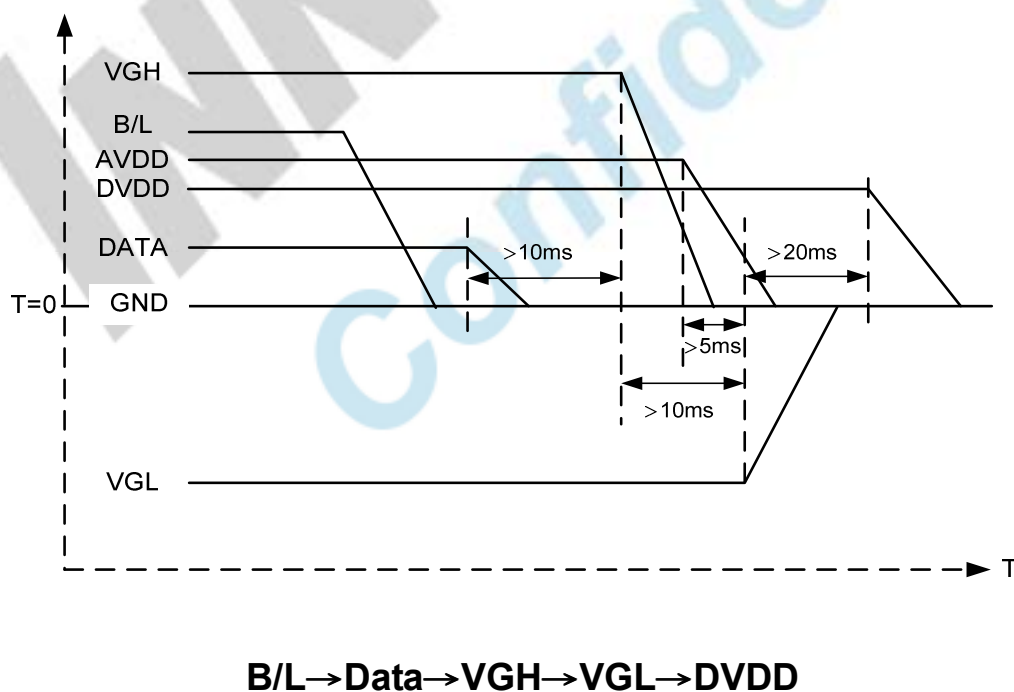 VGH
B/L
AVDD
DVDD
DATA
>10ms
>20ms
T=0
GND
>5ms
>10ms
VGL
T
B/L→Data→VGH→VGL→DVDD